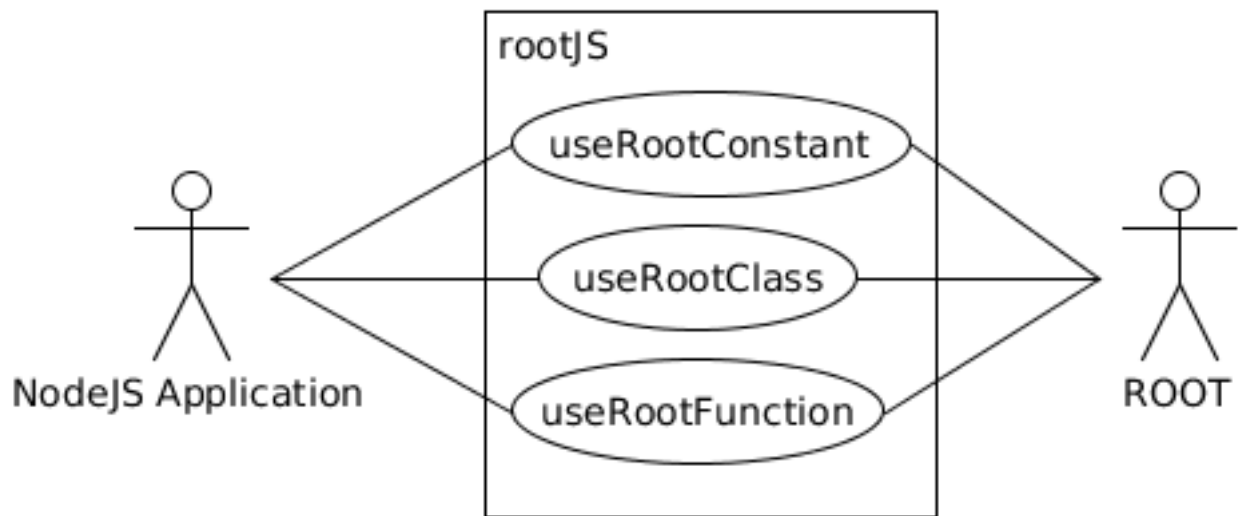 rootJS
useRootConstant
useRootClass
useRootFunction
NodeJS Application
ROOT